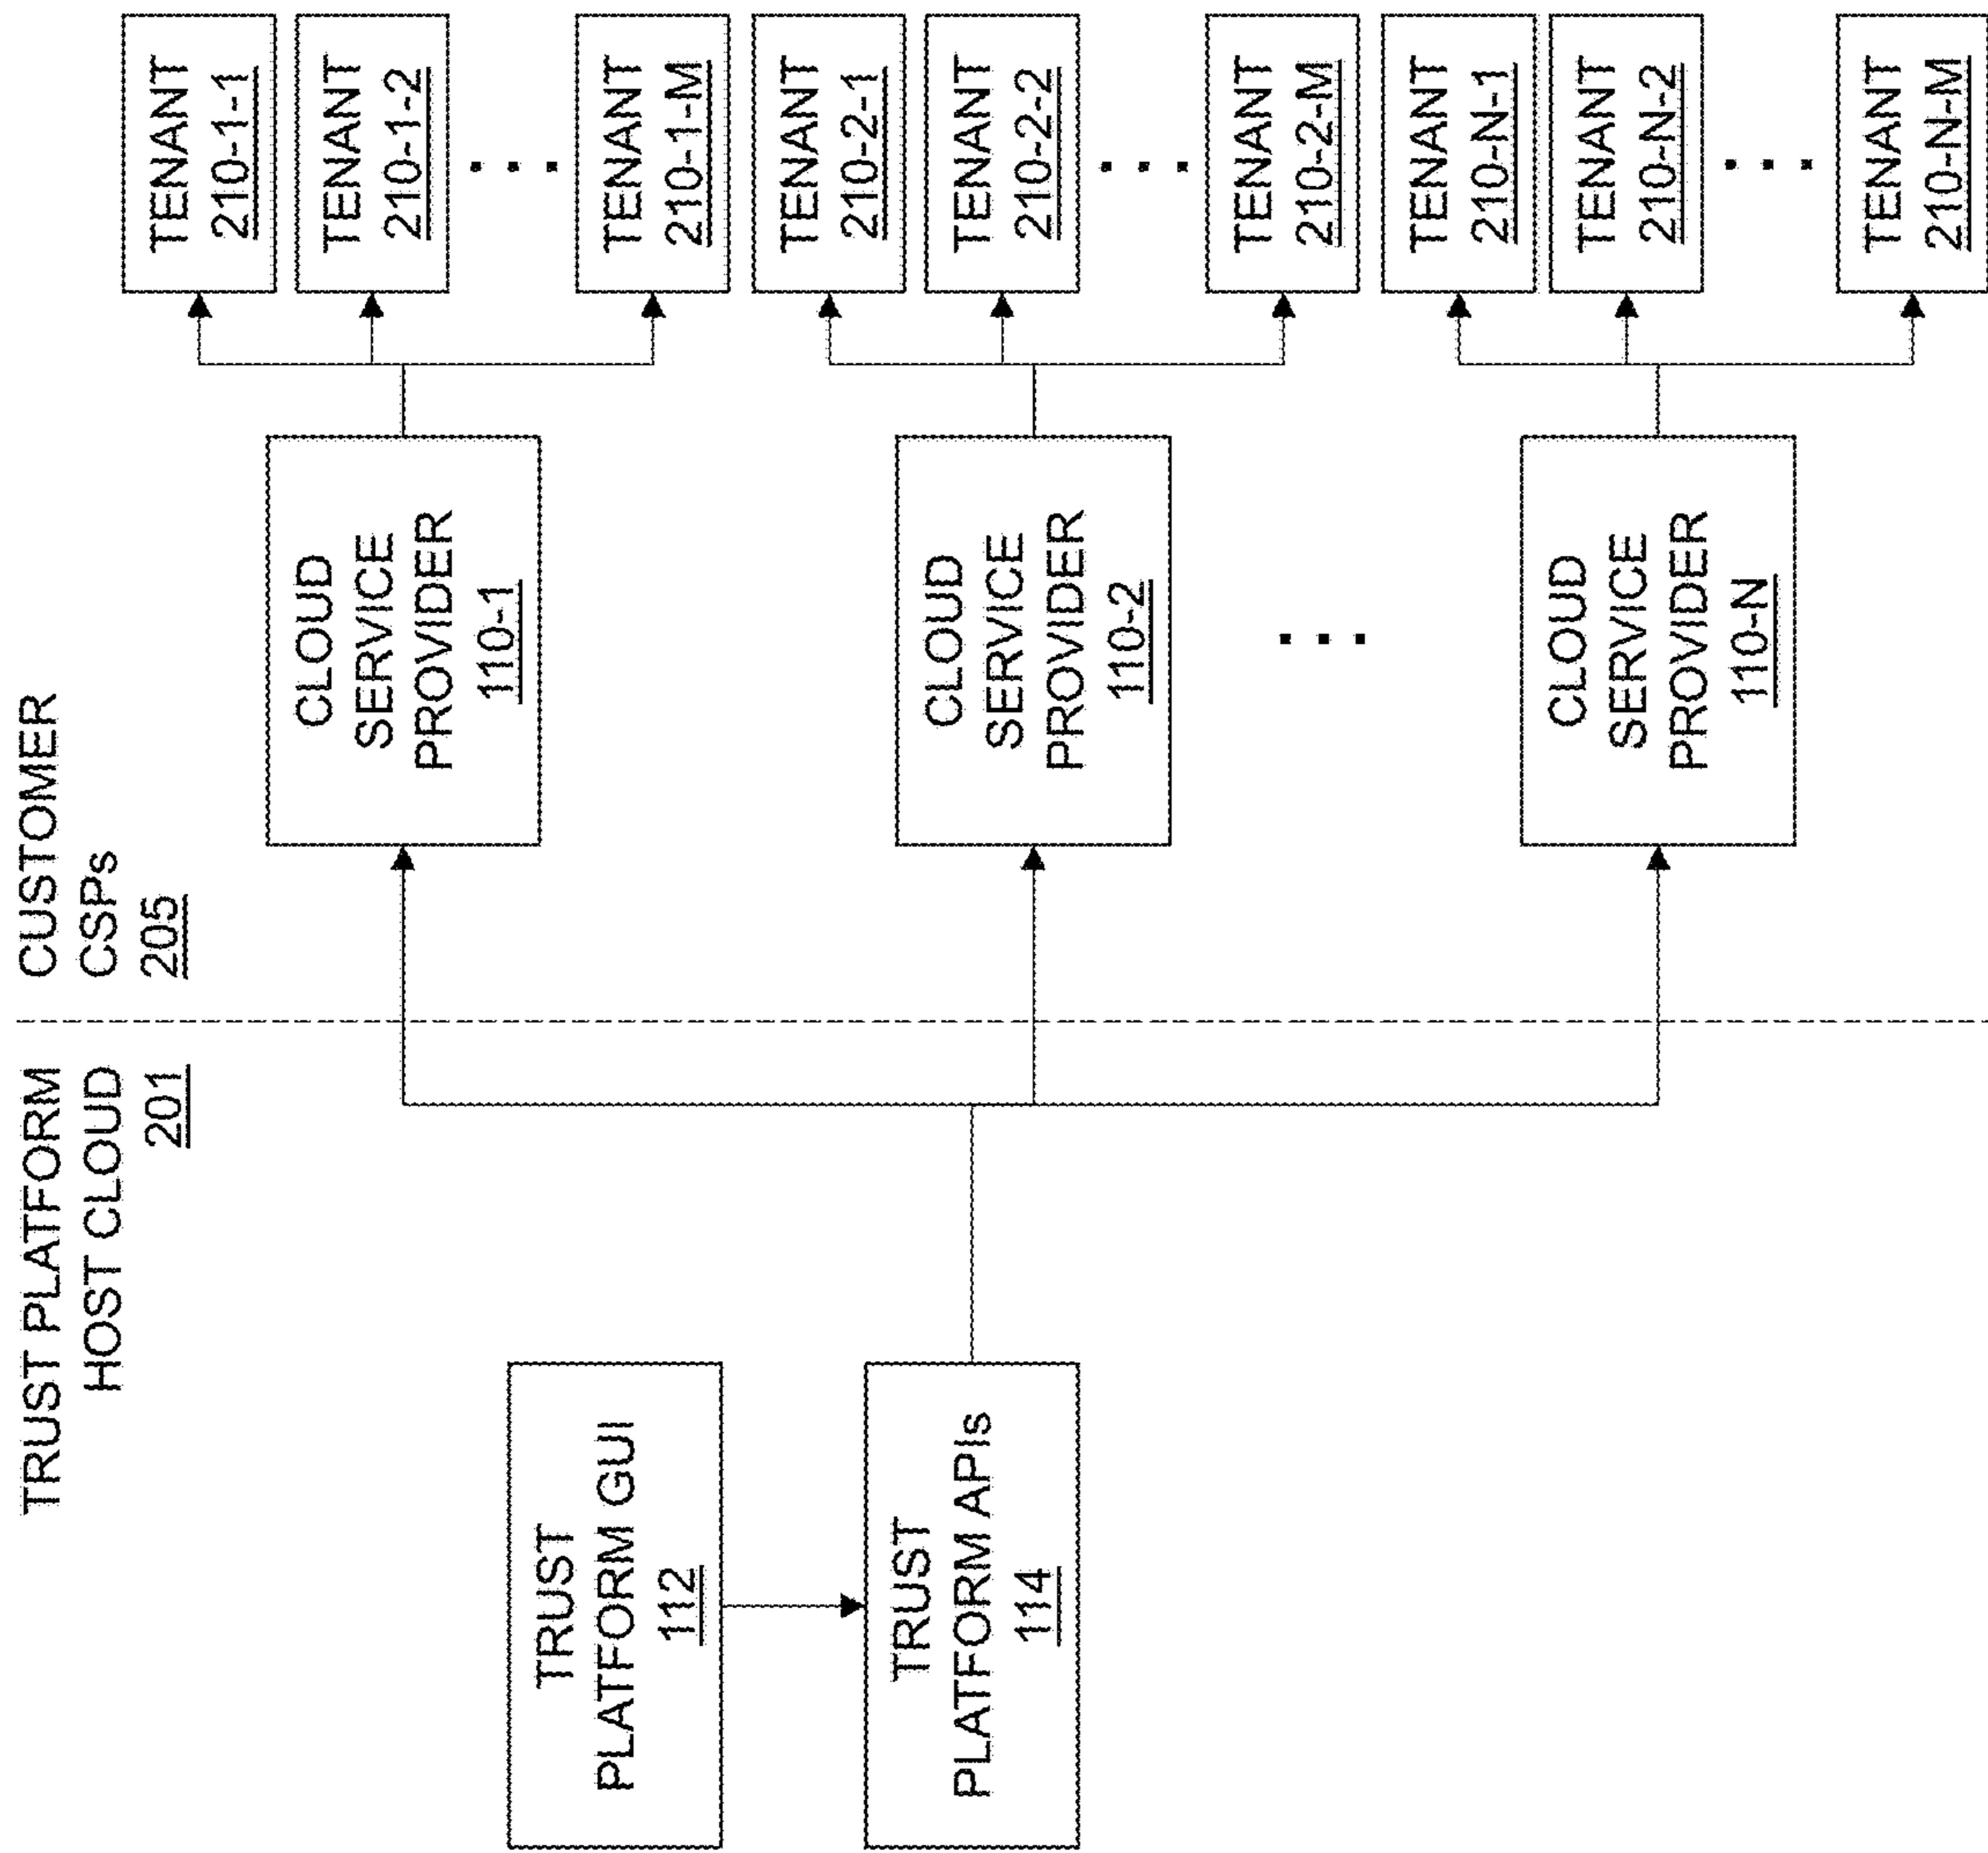 TRUST PLATFORM
HOST CLOUD
201
CUSTOMER
CSPs
205
TRUST
PLATFORM GUI
112
TRUST
PLATFORM APIs
114
CLOUD
SERVICE
PROVIDER
110-1
CLOUD
SERVICE
PROVIDER
110-2
. . .
CLOUD
SERVICE
PROVIDER
110-N
TENANT
210-1-1
TENANT
210-1-2
. . .
TENANT
210-1-M
TENANT
210-2-1
TENANT
210-2-2
. . .
TENANT
210-2-M
TENANT
210-N-1
TENANT
210-N-2
. . .
TENANT
210-N-M